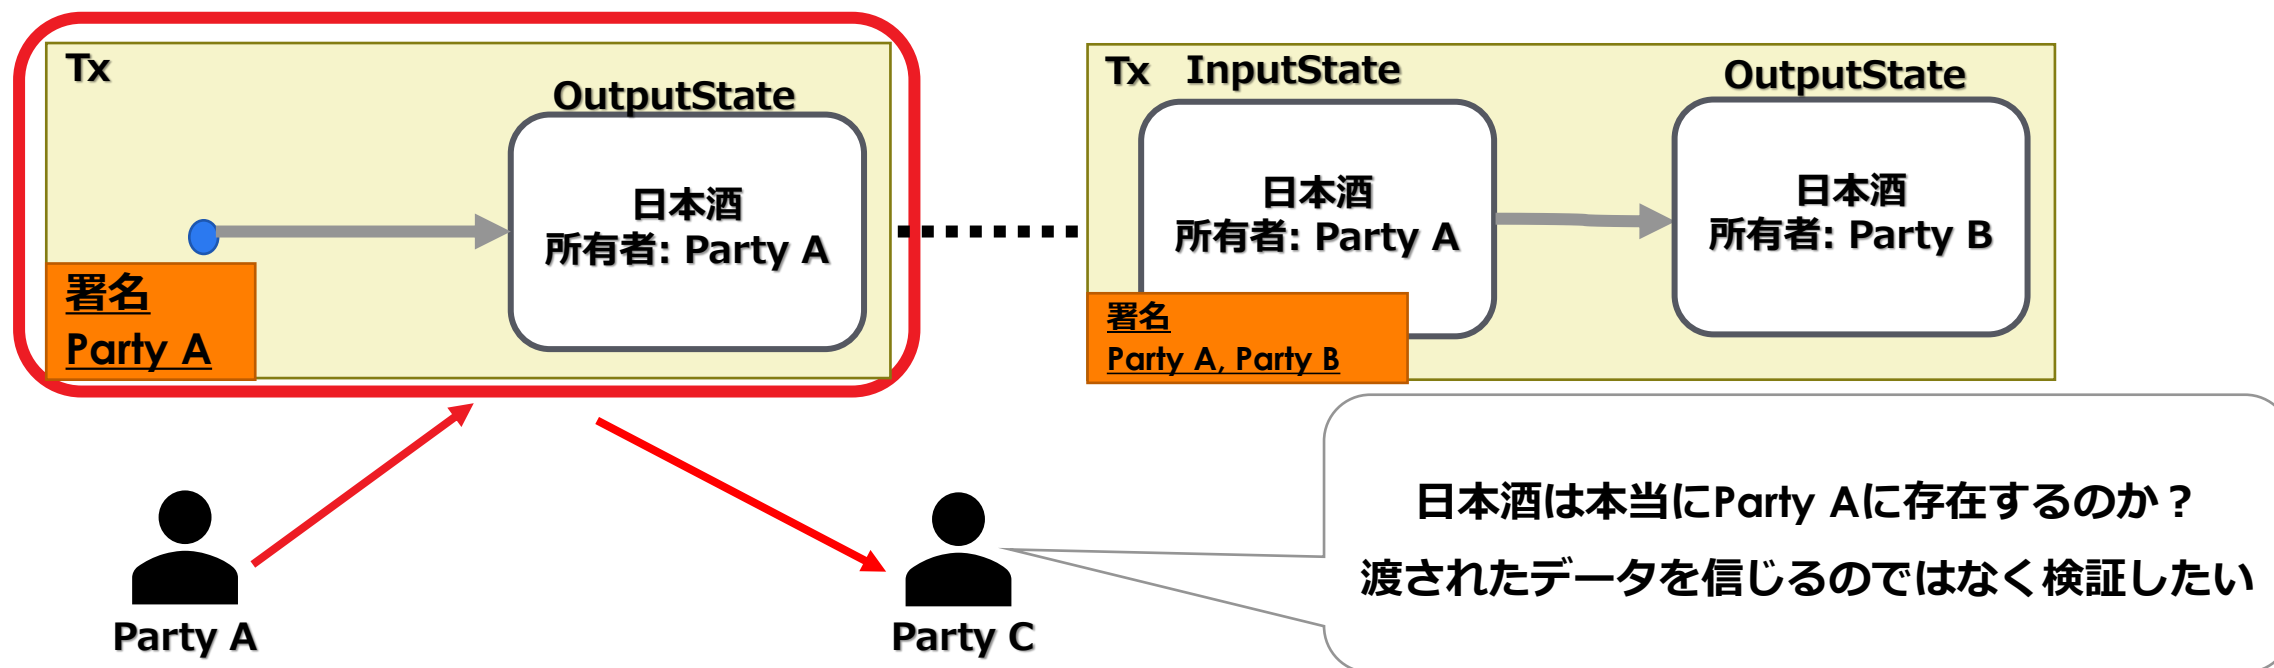 Tx
OutputState
日本酒
所有者: Party A
署名
Party A
Tx InputState
OutputState
日本酒
所有者: Party A
日本酒
所有者: Party B
署名
Party A, Party B
Party A
Party C
日本酒は本当にParty Aに存在するのか？
渡されたデータを信じるのではなく検証したい